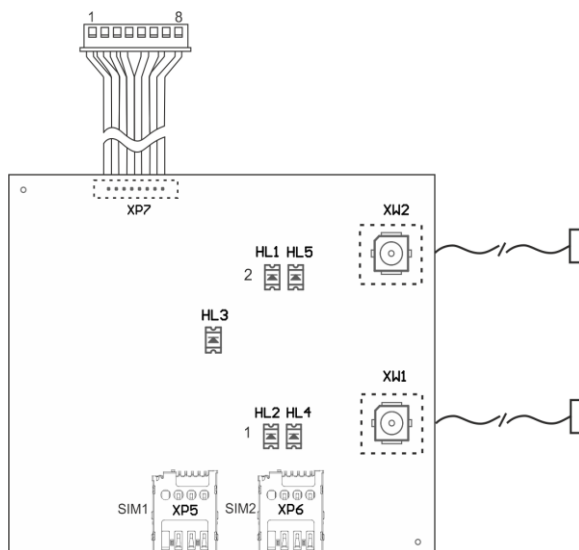 1 8
XP7
XW2
HL1 HL5
2
HL3
XW1
HL2 HL4
1
SIM1 XP5 SIM2 XP6